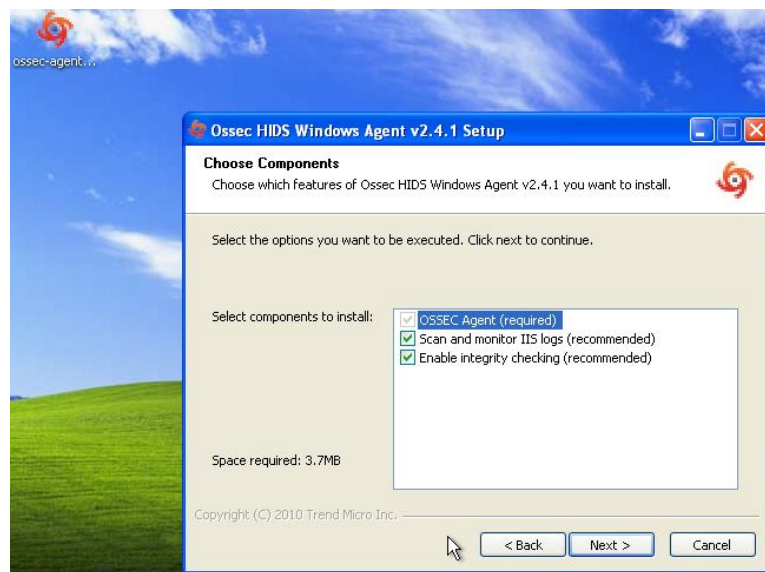 ossec-agent...
Ossec HIDS Windows Agent v2.4.1 Setup
Choose Components
Choose which features of Ossec HIDS Windows Agent v2.4.1 you want to install.
Select the options you want to be executed. Click next to continue.
Select components to install:
OSSEC Agent (required)
Scan and monitor IIS logs (recommended)
Enable integrity checking (recommended)
Space required: 3.7MB
Copyright (C) 2010 Trend Micro Inc.
< Back
Next >
Cancel